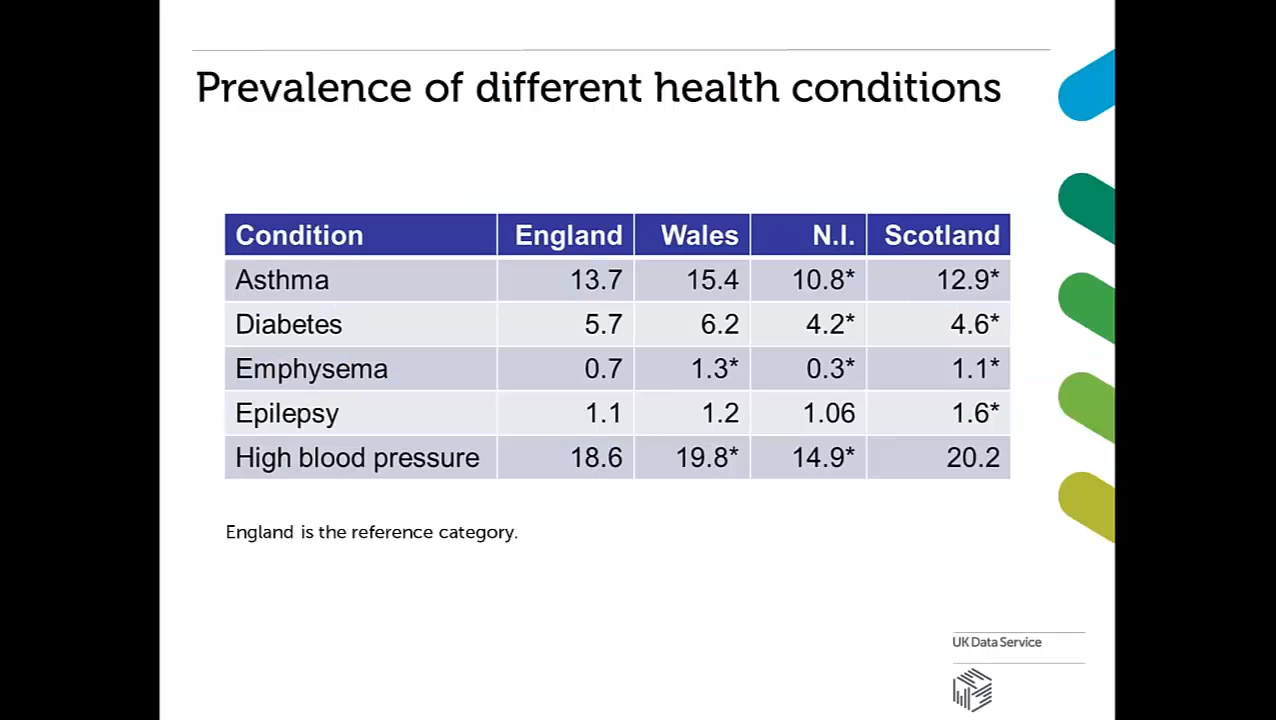 Prevalence of different health conditions
Condition England Wales N.I. Scotland
Asthma 13.7 15.4 10.8* 12.9*
Diabetes 5.7 6.2 4.2* 4.6*
Emphysema 0.7 1.3* 0.3* 1.1*
Epilepsy 1.1 1.2 1.06 1.6*
High blood pressure 18.6 19.8* 14.9* 20.2
England is the reference category.
UK Data Service